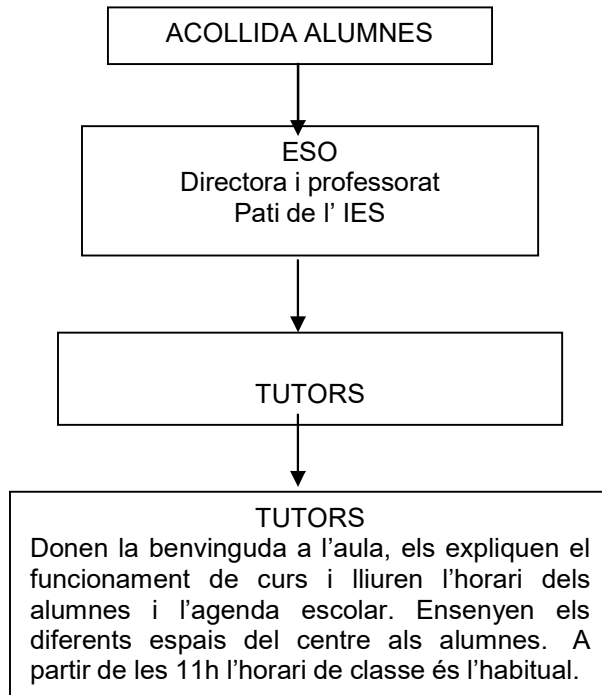 ACOLLIDA ALUMNES
ESO
Directora i professorat
Pati de l’ IES
TUTORS
TUTORS
Donen la benvinguda a l’aula, els expliquen el
funcionament de curs i lliuren l’horari dels
alumnes i l’agenda escolar. Ensenyen els
diferents espais del centre als alumnes. A
partir de les 11h l’horari de classe és l’habitual.